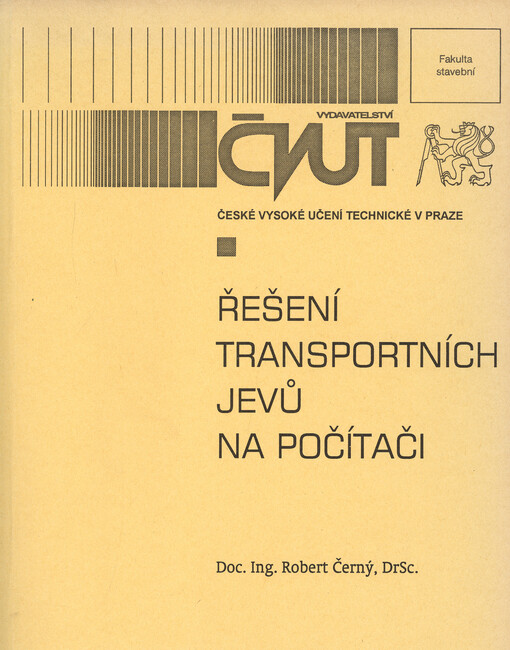 Fakulta
stavební
VYDAVATELSTVÍ
ČVUT
ČESKÉ VYSOKÉ UČENÍ TECHNICKÉ V PRAZE
ŘEŠENÍ
TRANSPORTNÍCH
JEVŮ
NA POČÍTAČI
Doc. Ing. Robert Černý, DrSc.